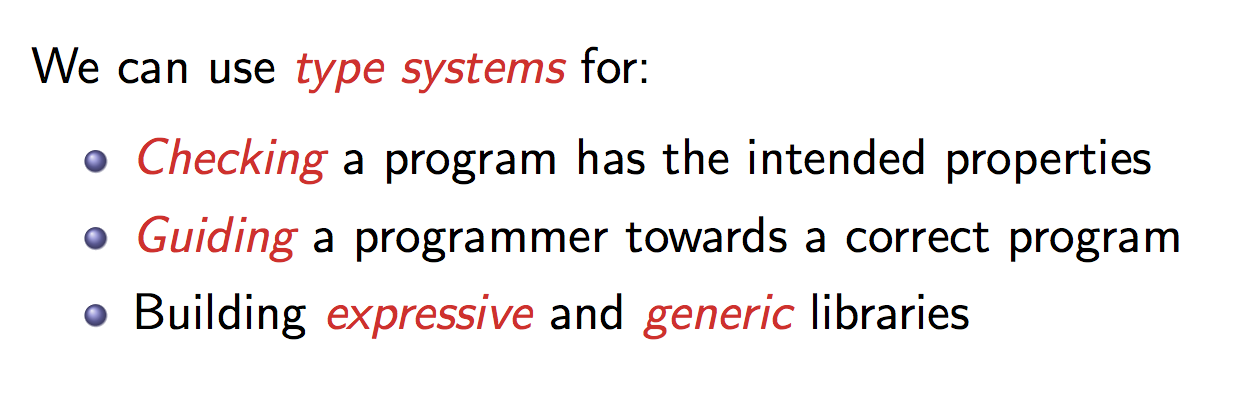 We can use type systems for:
Checking a program has the intended properties
Guiding a programmer towards a correct program
Building expressive and generic libraries